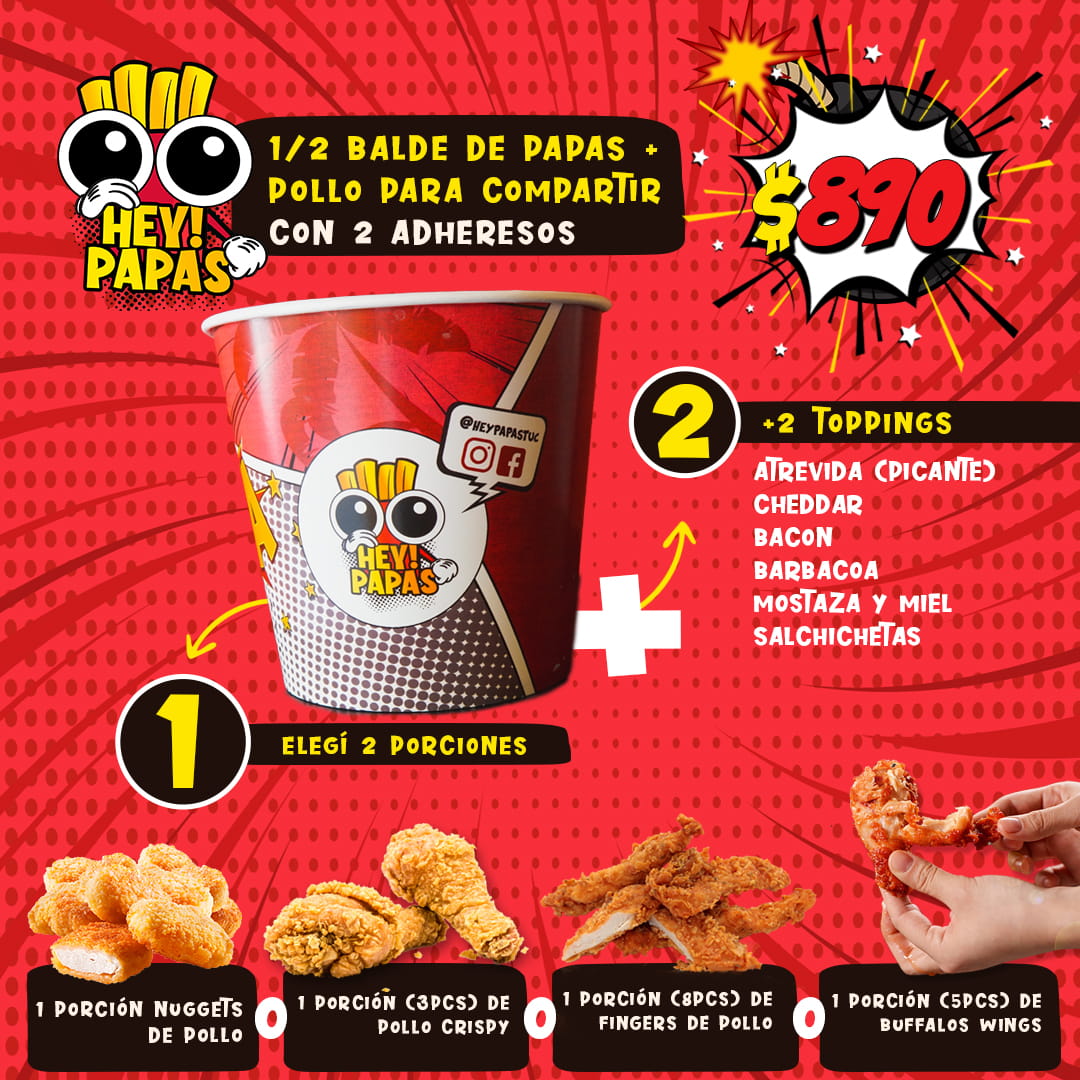 HEY!
PAPAS
1/2 BALDE DE PAPAS +
POLLO PARA COMPARTIR
CON 2 ADHERESOS
$890
@HEYPAPASTUC
HEY!
PAPAS
2
+2 TOPPINGS
ATREVIDA (PICANTE)
CHEDDAR
BACON
BARBACOA
MOSTAZA Y MIEL
SALCHICHETAS
1
ELEGÍ 2 PORCIONES
1 PORCIÓN NUGGETS
DE POLLO
O
1 PORCIÓN (3PCS) DE
POLLO CRISPY
O
1 PORCIÓN (8PCS) DE
FINGERS DE POLLO
O
1 PORCIÓN (5PCS) DE
BUFFALOS WINGS